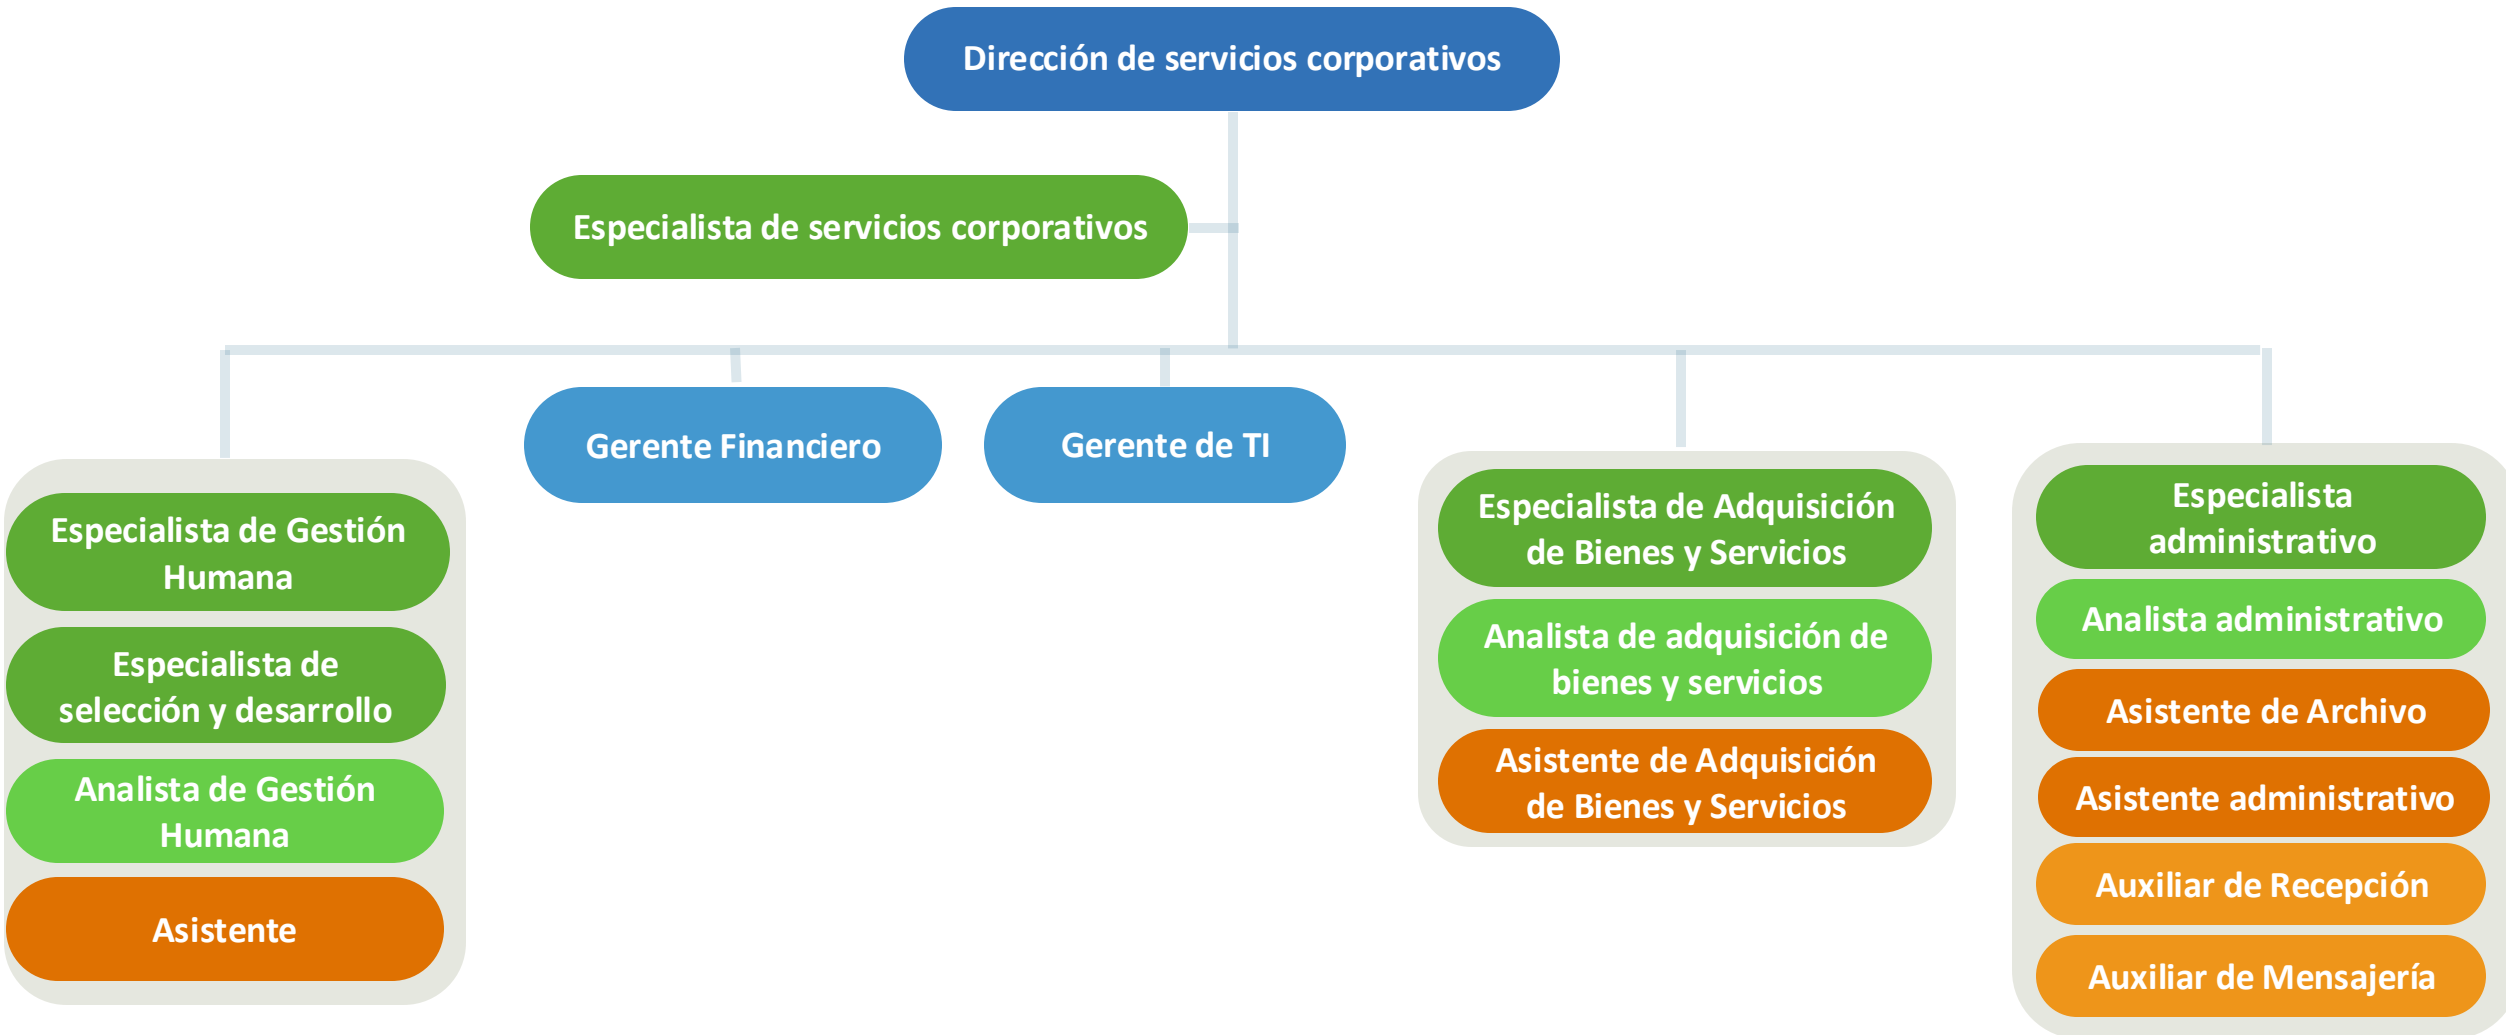 Dirección de servicios corporativos
Especialista de servicios corporativos
Gerente Financiero
Gerente de TI
Especialista de Gestión
Humana
Especialista de
selección y desarrollo
Analista de Gestión
Humana
Asistente
Especialista de Adquisición
de Bienes y Servicios
Analista de adquisición de
bienes y servicios
Asistente de Adquisición
de Bienes y Servicios
Especialista
administrativo
Analista administrativo
Asistente de Archivo
Asistente administrativo
Auxiliar de Recepción
Auxiliar de Mensajería